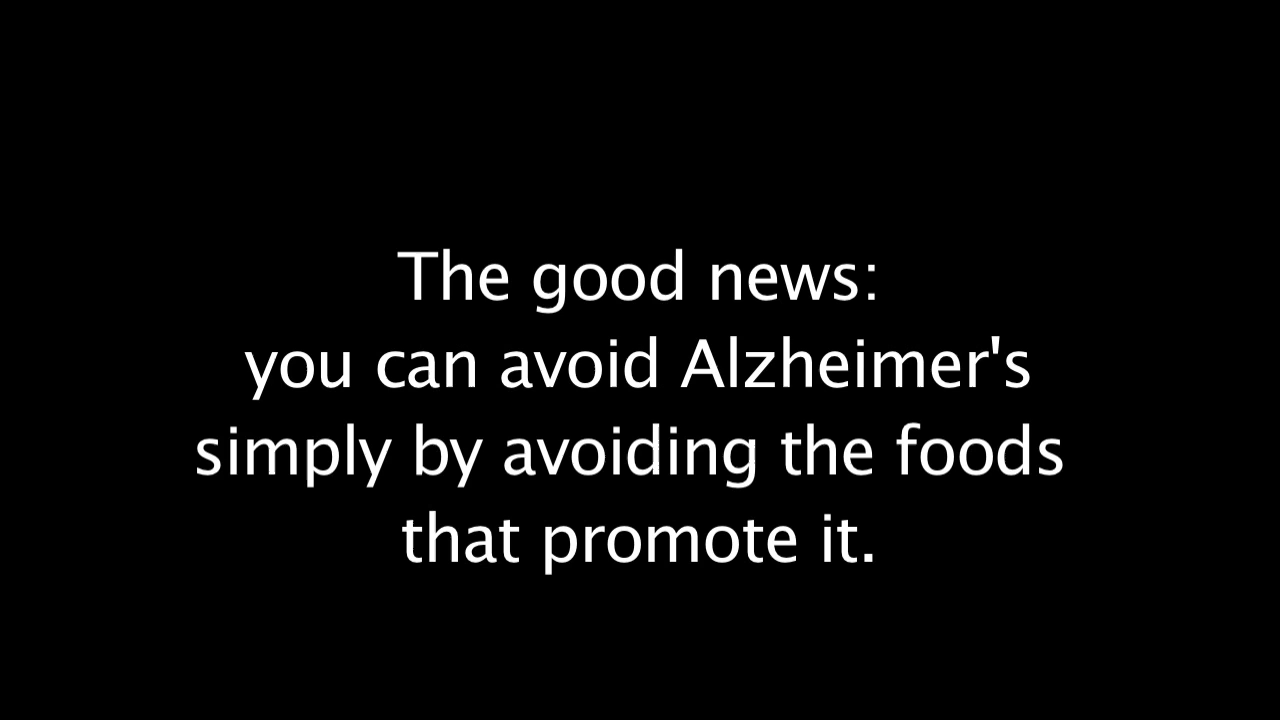 The good news:
you can avoid Alzheimer's
simply by avoiding the foods
that promote it.